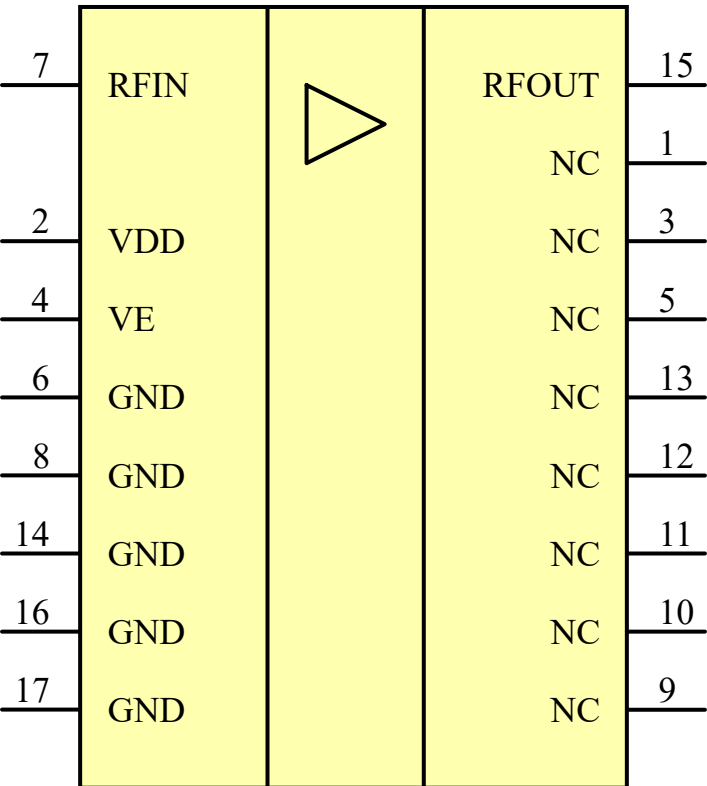 7 RFIN RFOUT 15
NC 1
2 VDD NC 3
4 VE NC 5
6 GND NC 13
8 GND NC 12
14 GND NC 11
16 GND NC 10
17 GND NC 9